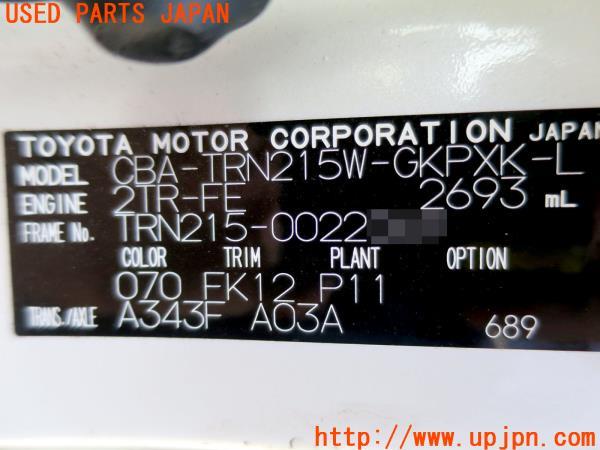 USED PARTS JAPAN
TOYOTA MOTOR CORPORATION JAPAN
MODEL CBA-TRN215W-GKPXK-L
ENGINE 2TR-FE 2693 mL
FRAME No. TRN215-0022
COLOR TRIM PLANT OPTION
070 FK12 P11
TRANS./AXLE A343F A03A 689
UPJ
http://www.upjpn.com